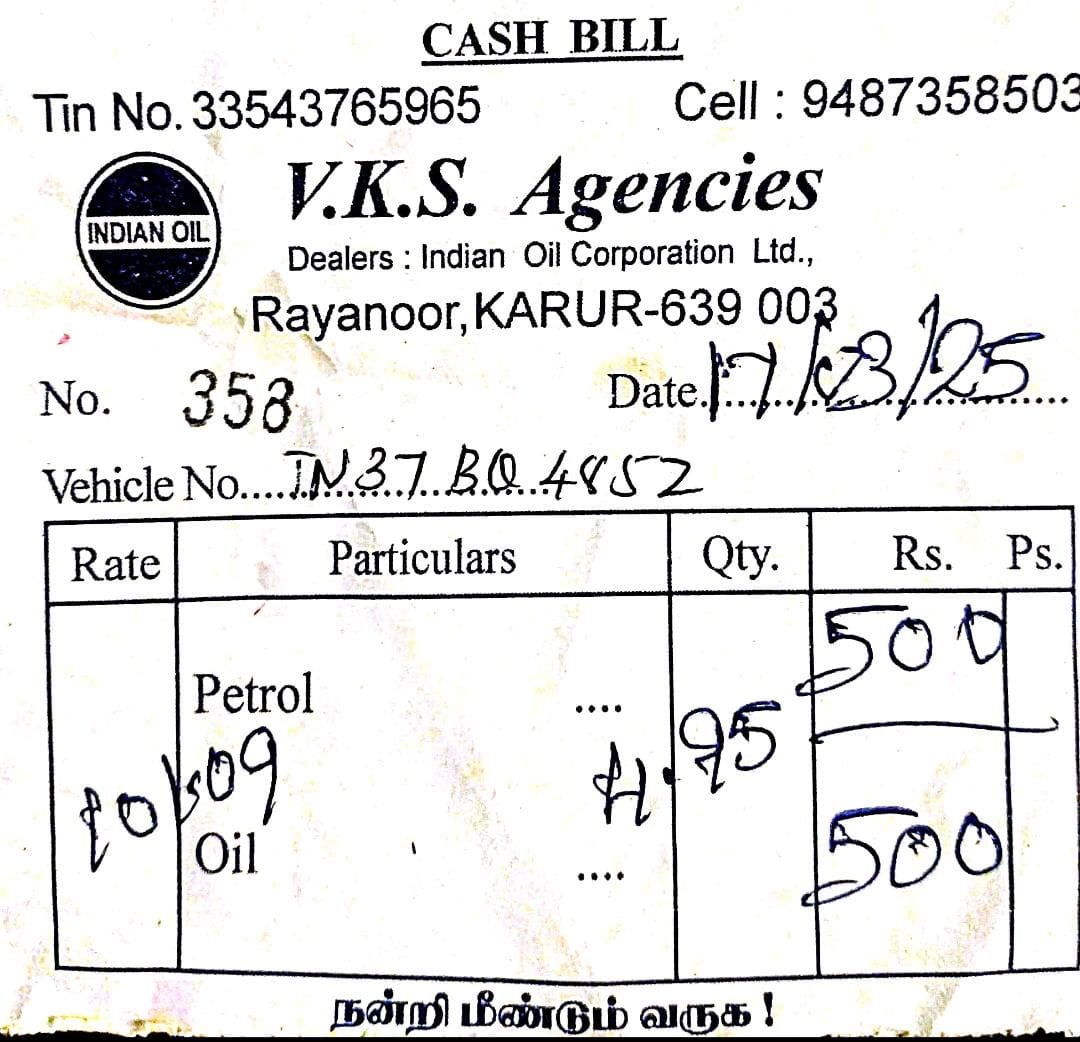 CASH BILL
Tin No. 33543765965 Cell : 9487358503
INDIAN OIL
V.K.S. Agencies
Dealers : Indian Oil Corporation Ltd.,
Rayanoor, KARUR-639 003
No. 358 Date. 17/03/25
Vehicle No.... TN 37 BQ 4852
Rate Particulars Qty. Rs. Ps.
500
Petrol ....
4.95
Oil ....
500
நன்றி மீண்டும் வருக !